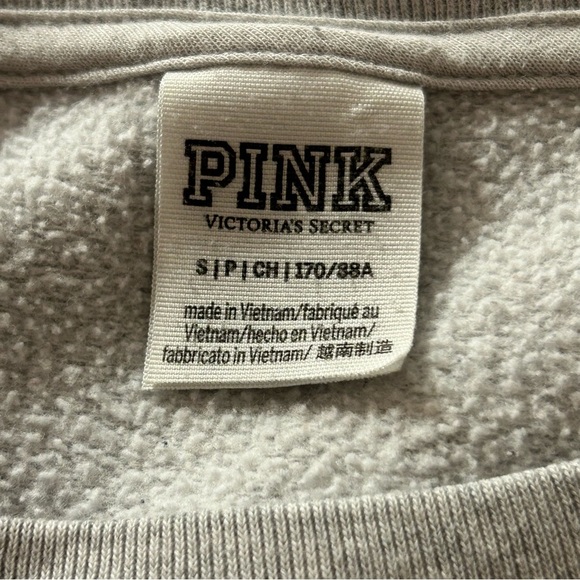 PINK
VICTORIA'S SECRET
S|P|CH|170/88A
made in Vietnam/fabriqué au
Vietnam/hecho en Vietnam/
fabbricato in Vietnam/ 越南制造